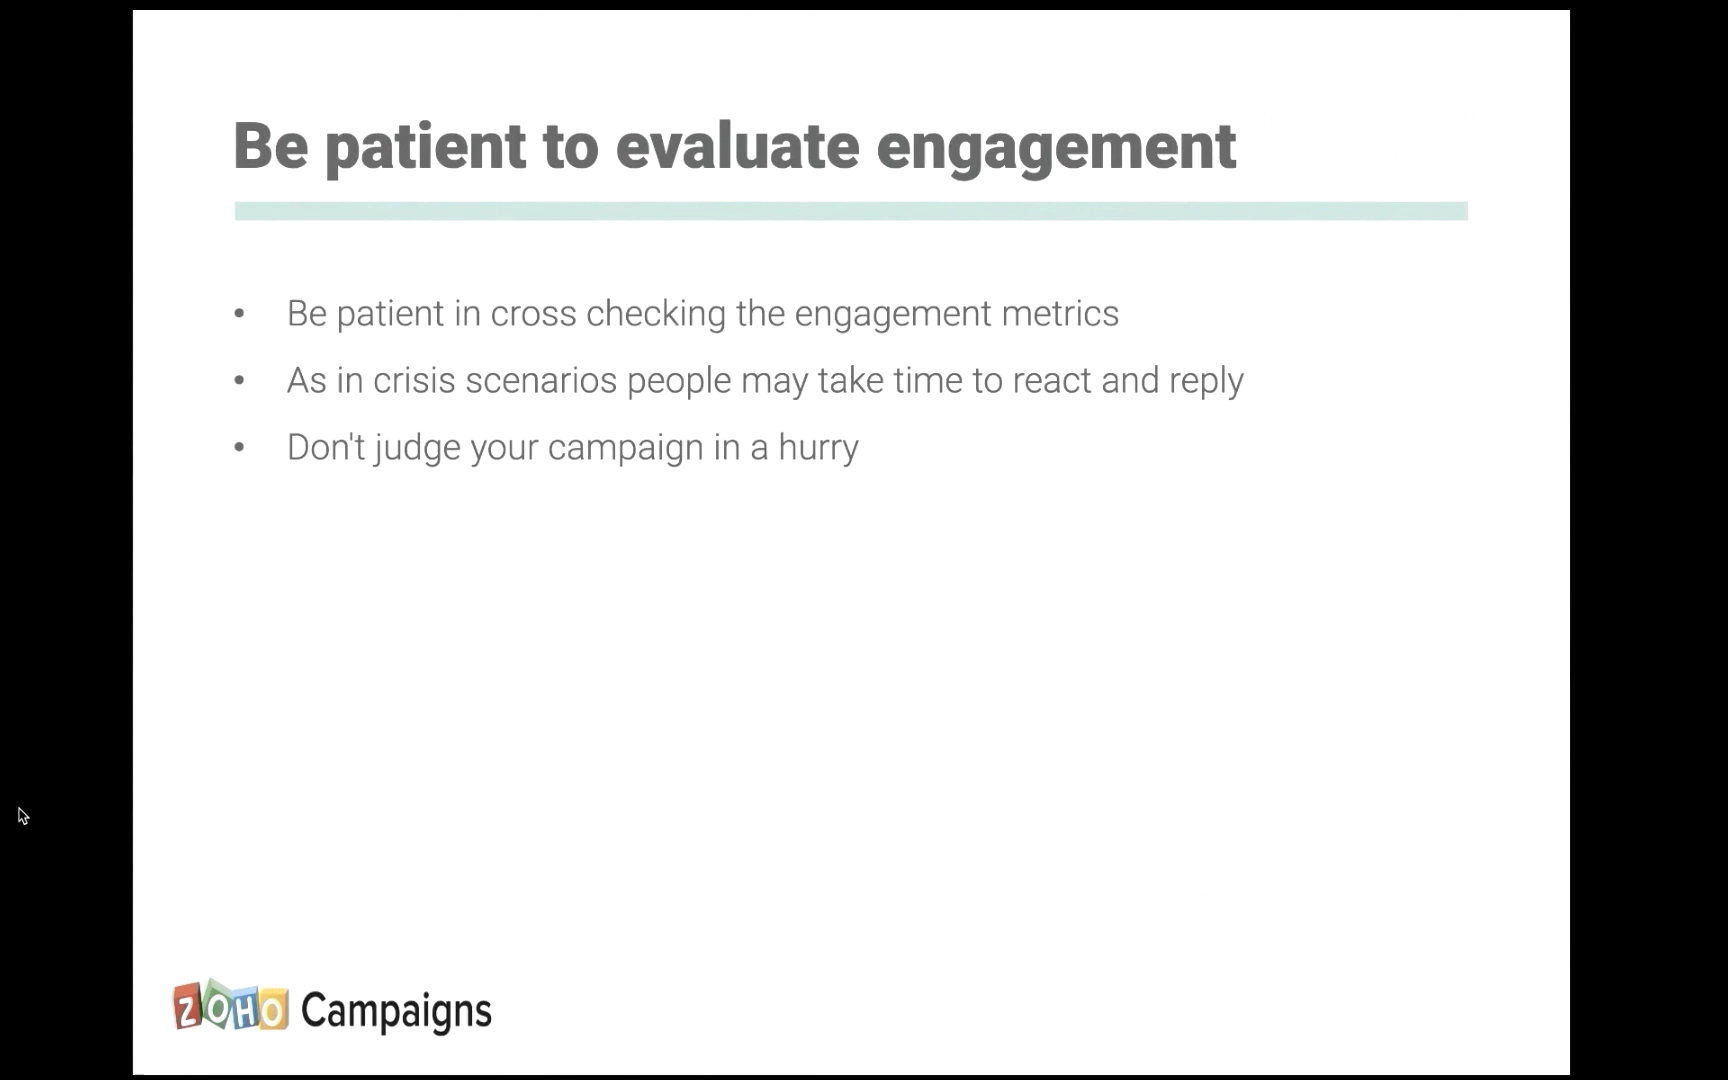 Be patient to evaluate engagement
• Be patient in cross checking the engagement metrics
• As in crisis scenarios people may take time to react and reply
• Don't judge your campaign in a hurry
ZOHO Campaigns